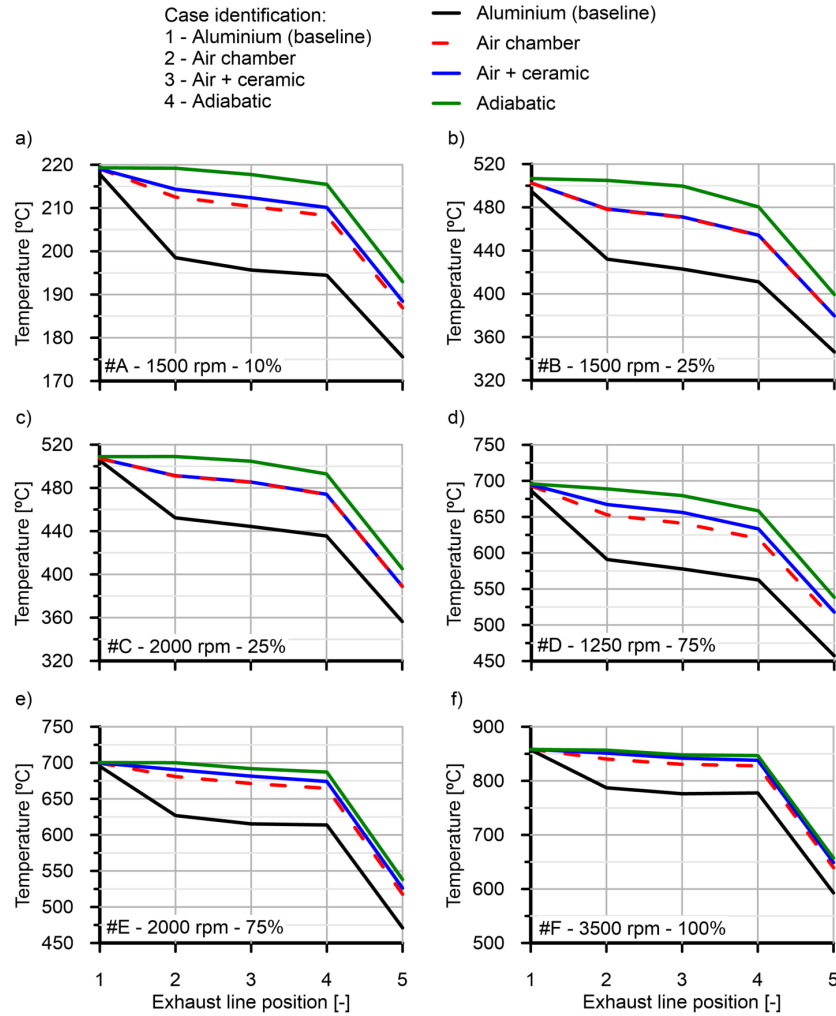 Case identification:
1 - Aluminium (baseline)
2 - Air chamber
3 - Air + ceramic
4 - Adiabatic
Aluminium (baseline)
Air chamber
Air + ceramic
Adiabatic
a)
Temperature [ºC]
220
210
200
190
180
170
#A - 1500 rpm - 10%
b)
Temperature [ºC]
520
480
440
400
360
320
#B - 1500 rpm - 25%
c)
Temperature [ºC]
520
480
440
400
360
320
#C - 2000 rpm - 25%
d)
Temperature [ºC]
750
700
650
600
550
500
450
#D - 1250 rpm - 75%
e)
Temperature [ºC]
750
700
650
600
550
500
450
#E - 2000 rpm - 75%
1 2 3 4 5
Exhaust line position [-]
f)
Temperature [ºC]
900
800
700
600
500
#F - 3500 rpm - 100%
1 2 3 4 5
Exhaust line position [-]